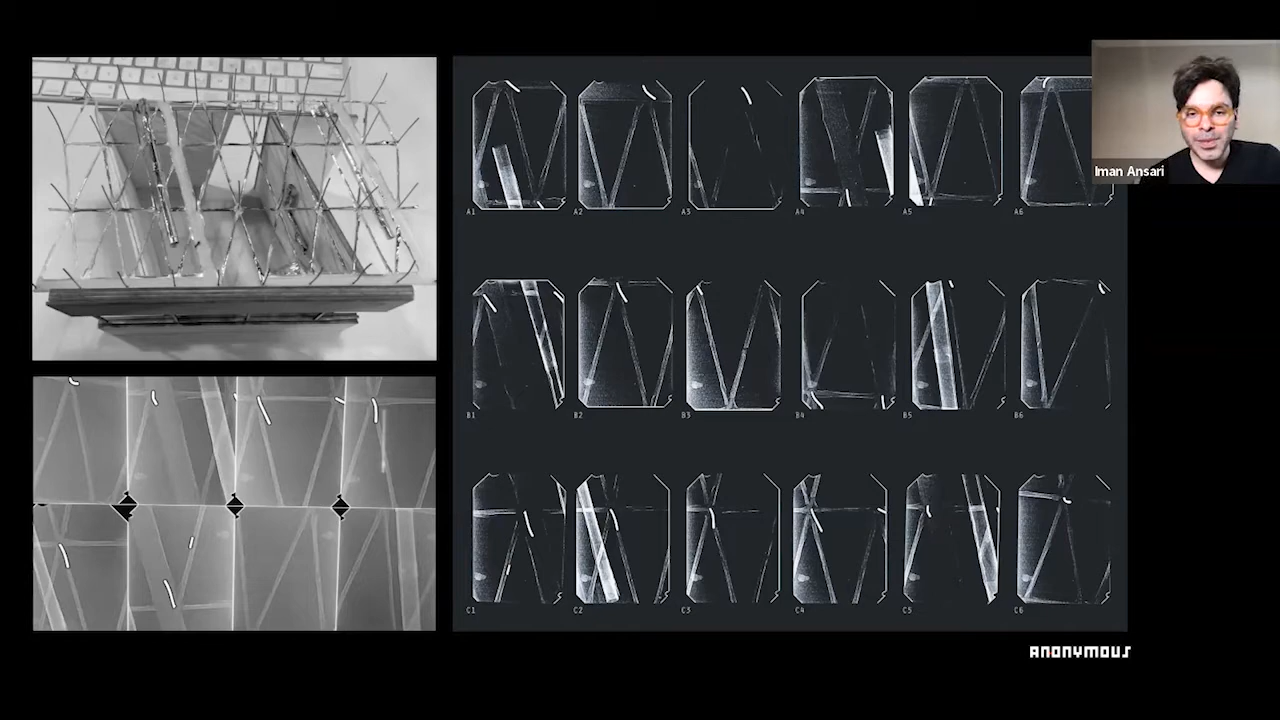 Iman Ansari
A1 A2 A3 A4 A5 A6
B1 B2 B3 B4 B5 B6
C1 C2 C3 C4 C5 C6
ANONYMOUS